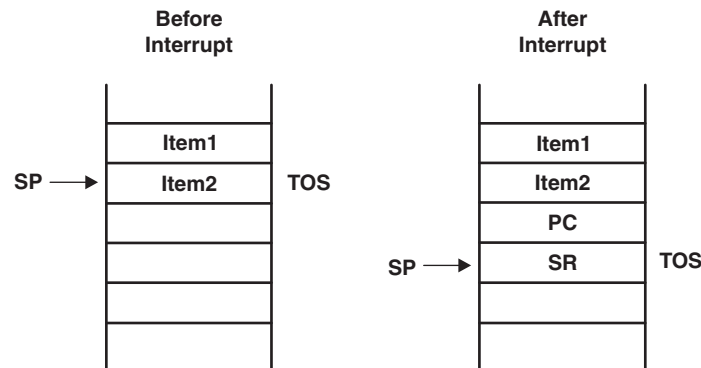 Before
Interrupt
After
Interrupt
Item1
SP
Item2
TOS
Item1
Item2
PC
SP
SR
TOS